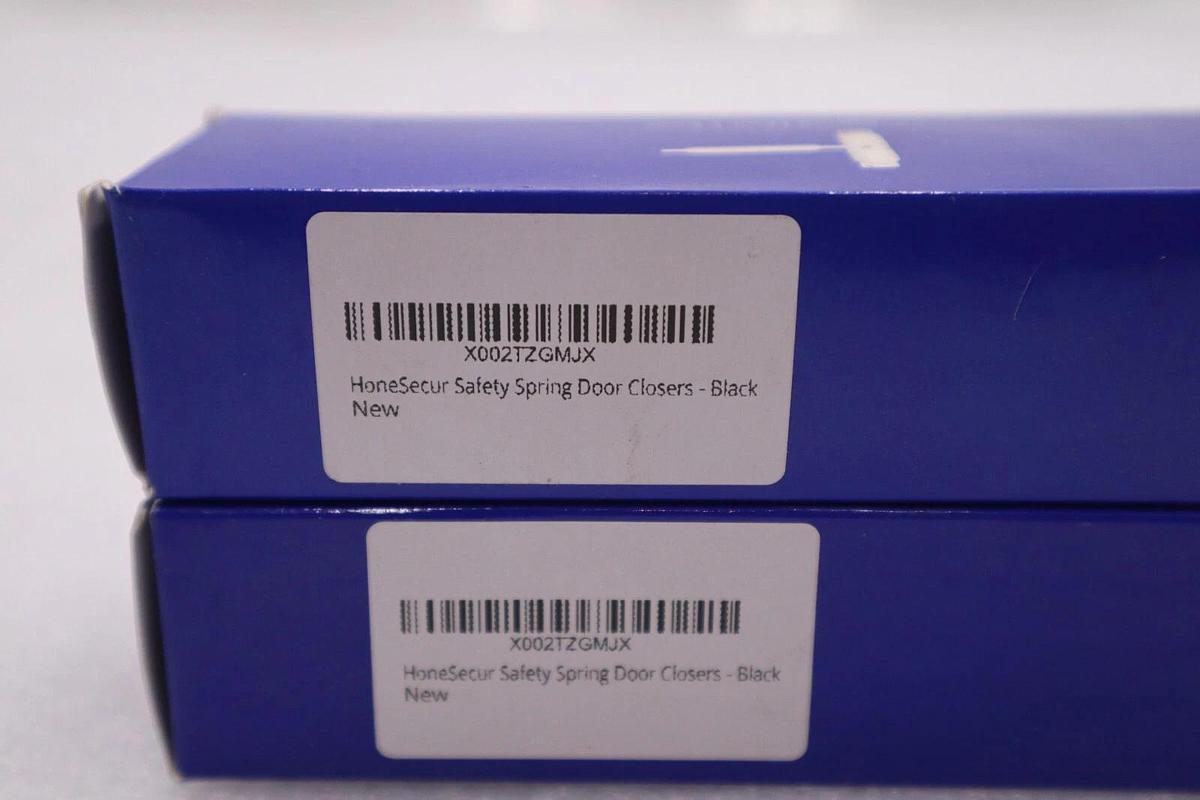 X002TZGMJX
HoneSecur Safety Spring Door Closers - Black
New
X002TZGMJX
HoneSecur Safety Spring Door Closers - Black
New